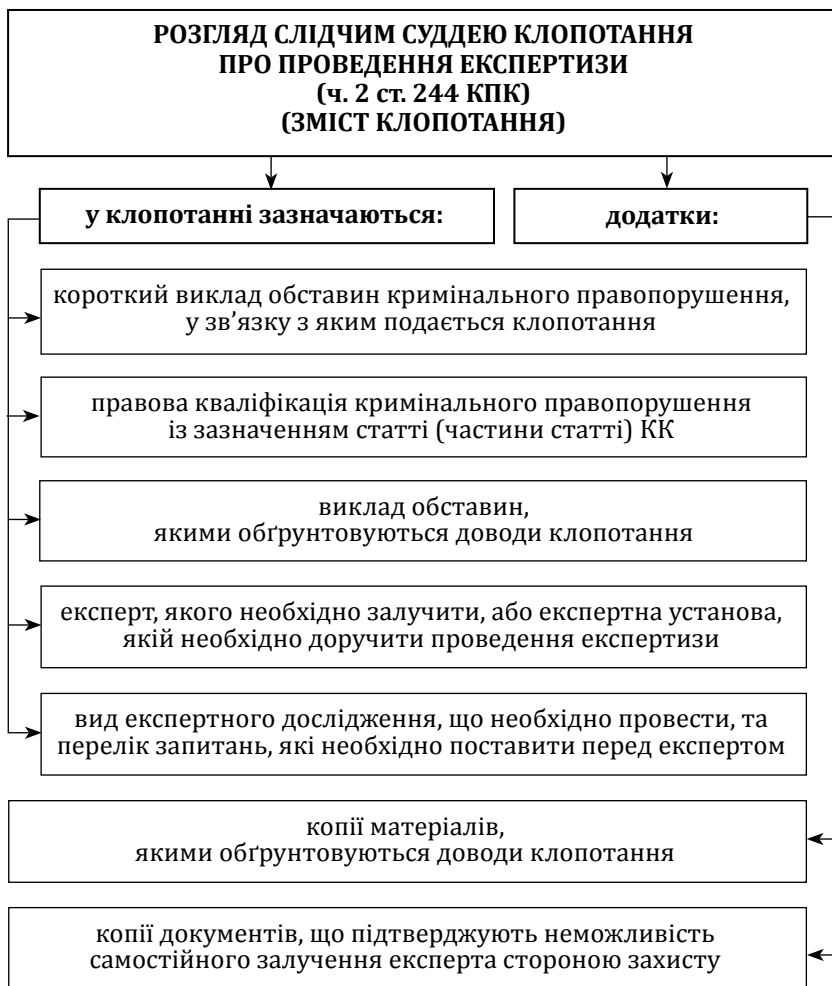 РОЗГЛЯД СЛІДЧИМ СУДДЕЮ КЛОПОТАННЯ
ПРО ПРОВЕДЕННЯ ЕКСПЕРТИЗИ
(ч. 2 ст. 244 КПК)
(ЗМІСТ КЛОПОТАННЯ)
у клопотанні зазначаються:
додатки:
короткий виклад обставин кримінального правопорушення,
у зв’язку з яким подається клопотання
правова кваліфікація кримінального правопорушення
із зазначенням статті (частини статті) КК
виклад обставин,
якими обґрунтовуються доводи клопотання
експерт, якого необхідно залучити, або експертна установа,
якій необхідно доручити проведення експертизи
вид експертного дослідження, що необхідно провести, та
перелік запитань, які необхідно поставити перед експертом
копії матеріалів,
якими обґрунтовуються доводи клопотання
копії документів, що підтверджують неможливість
самостійного залучення експерта стороною захисту